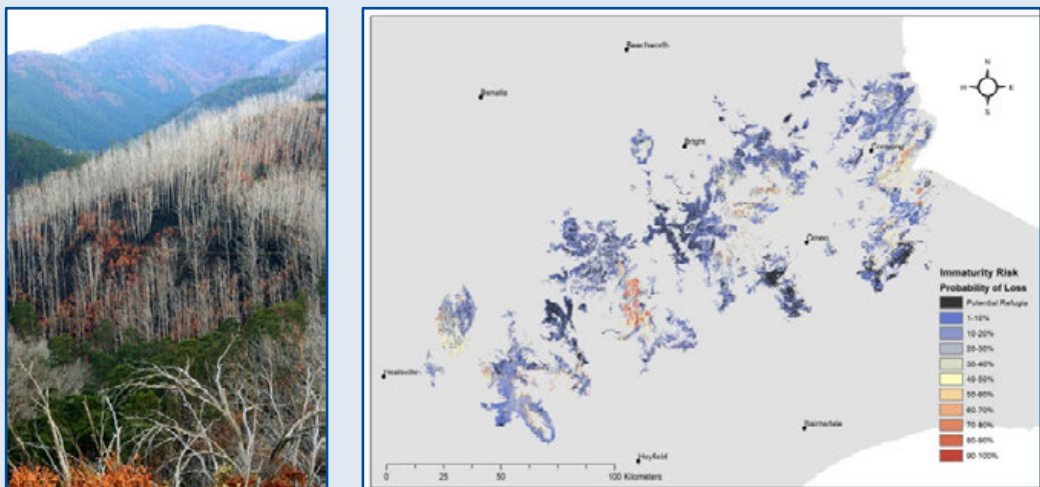 Beechworth
Benalla
Bright
N
W
E
S
Corryong
Omeo
Healesville
Bairnsdale
Heyfield
0 25 50 100 Kilometers
Immaturity Risk
Probability of Loss
Potential Refugia
1-10%
10-20%
20-30%
30-40%
40-50%
50-60%
60-70%
70-80%
80-90%
90-100%